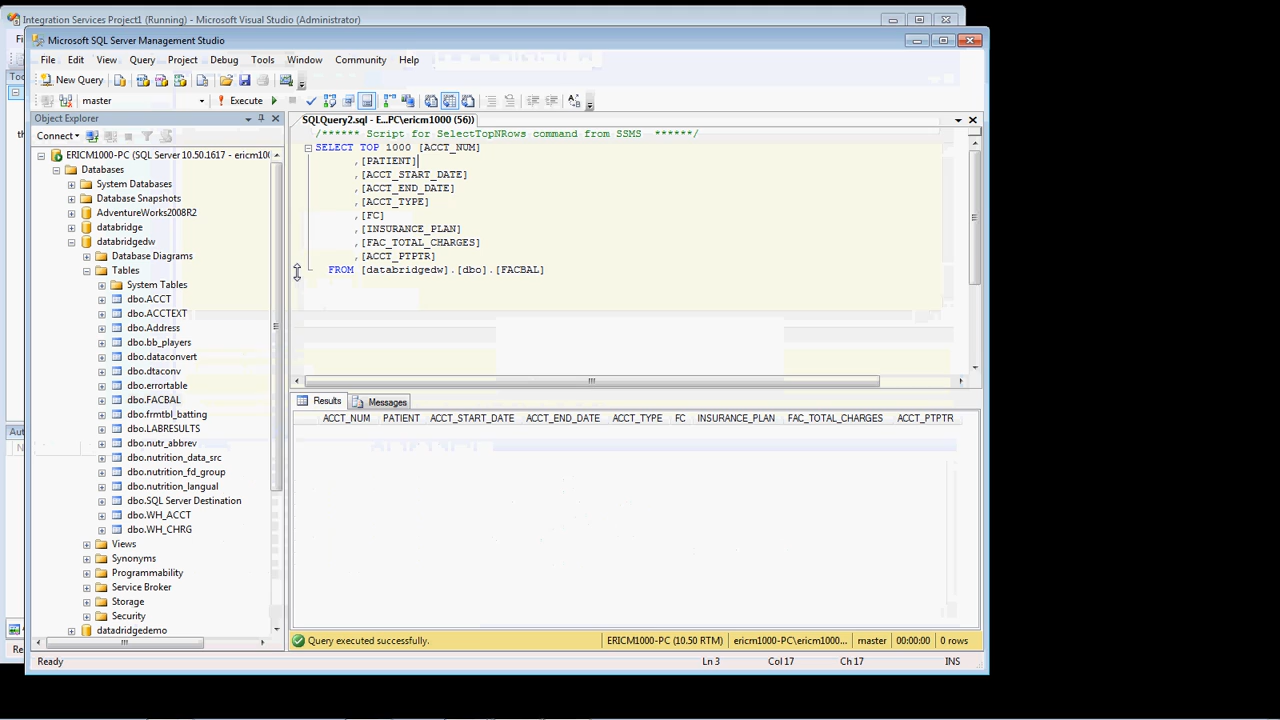 Integration Services Project1 (Running) - Microsoft Visual Studio (Administrator)
Microsoft SQL Server Management Studio
File Edit View Query Project Debug Tools Window Community Help
New Query
master Execute
Object Explorer
Connect
ERICM1000-PC (SQL Server 10.50.1617 - ericm100
Databases
System Databases
Database Snapshots
AdventureWorks2008R2
databridge
databridgedw
Database Diagrams
Tables
System Tables
dbo.ACCT
dbo.ACCTEXT
dbo.Address
dbo.bb_players
dbo.dataconvert
dbo.dtaconv
dbo.errortable
dbo.FACBAL
dbo.frmtbl_batting
dbo.LABRESULTS
dbo.nutr_abbrev
dbo.nutrition_data_src
dbo.nutrition_fd_group
dbo.nutrition_langual
dbo.SQL Server Destination
dbo.WH_ACCT
dbo.WH_CHRG
Views
Synonyms
Programmability
Service Broker
Storage
Security
datadridgedemo
SQLQuery2.sql - E...PC\ericm1000 (56))
/****** Script for SelectTopNRows command from SSMS ******/
SELECT TOP 1000 [ACCT_NUM]
,[PATIENT]
,[ACCT_START_DATE]
,[ACCT_END_DATE]
,[ACCT_TYPE]
,[FC]
,[INSURANCE_PLAN]
,[FAC_TOTAL_CHARGES]
,[ACCT_PTPTR]
FROM [databridgedw].[dbo].[FACBAL]
Results Messages
ACCT_NUM PATIENT ACCT_START_DATE ACCT_END_DATE ACCT_TYPE FC INSURANCE_PLAN FAC_TOTAL_CHARGES ACCT_PTPTR
Query executed successfully. ERICM1000-PC (10.50 RTM) ericm1000-PC\ericm1000... master 00:00:00 0 rows
Ready Ln 3 Col 17 Ch 17 INS